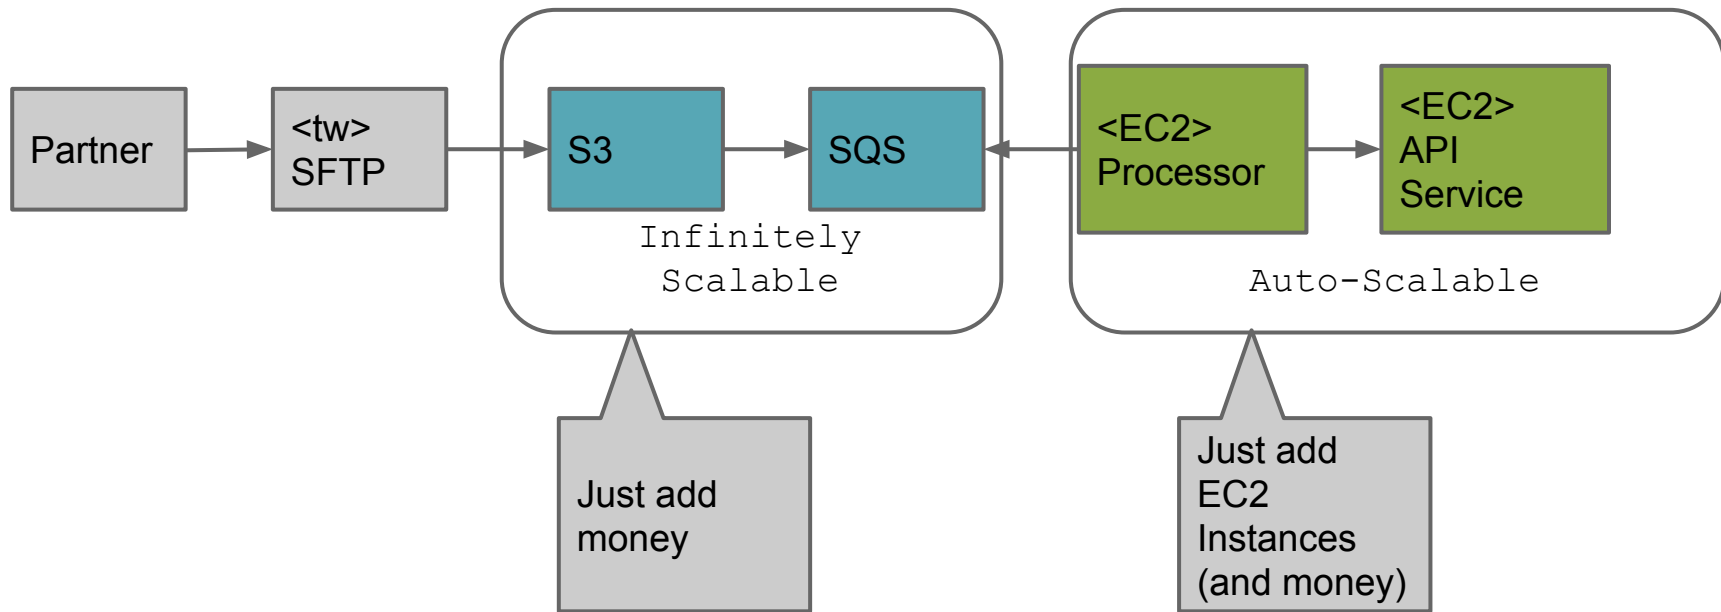 Partner
<tw>
SFTP
S3
SQS
Infinitely
Scalable
<EC2>
Processor
<EC2>
API
Service
Auto-Scalable
Just add
money
Just add
EC2
Instances
(and money)